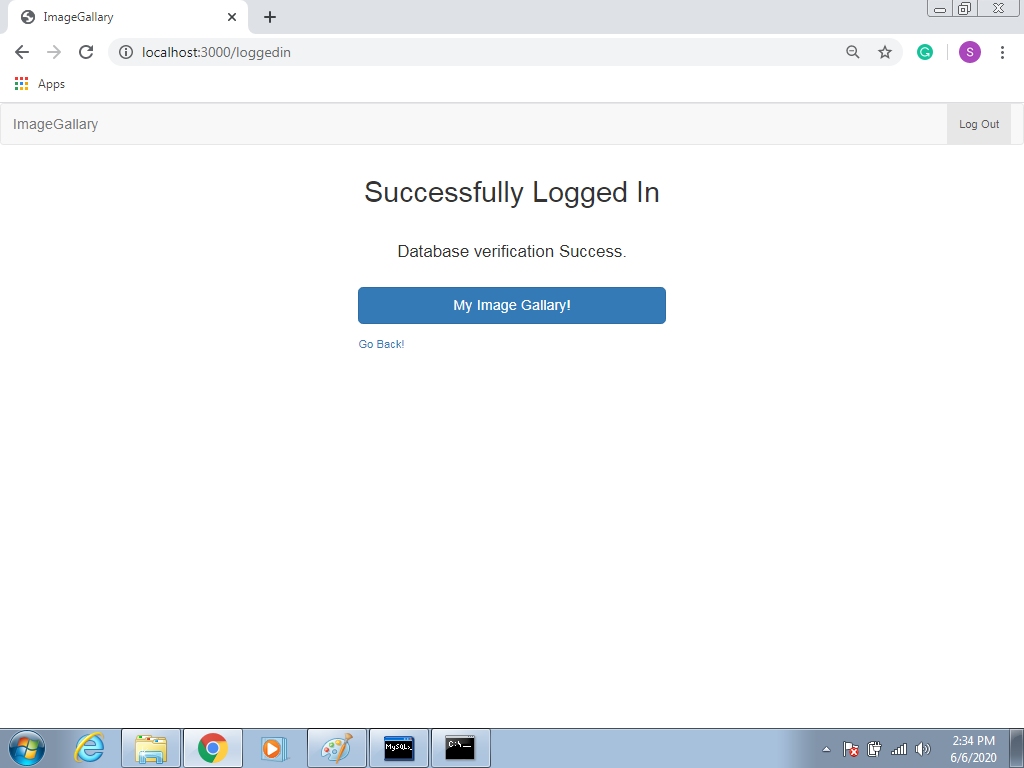 ImageGallary
localhost:3000/loggedin
S
Apps
ImageGallary
Log Out
Successfully Logged In
Database verification Success.
My Image Gallary!
Go Back!
MySQL
C:\
2:34 PM
6/6/2020